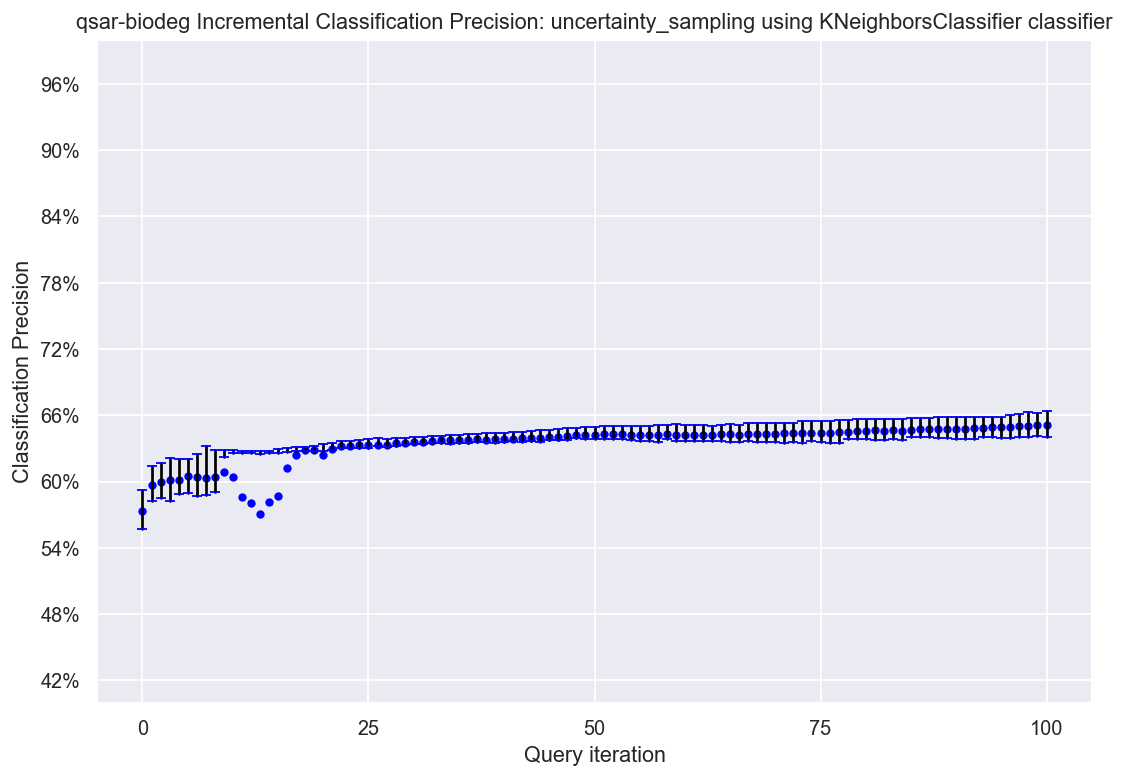 qsar-biodeg Incremental Classification Precision: uncertainty_sampling using KNeighborsClassifier classifier
96%
90%
84%
78%
72%
66%
60%
54%
48%
42%
Classification Precision
0 25 50 75 100
Query iteration